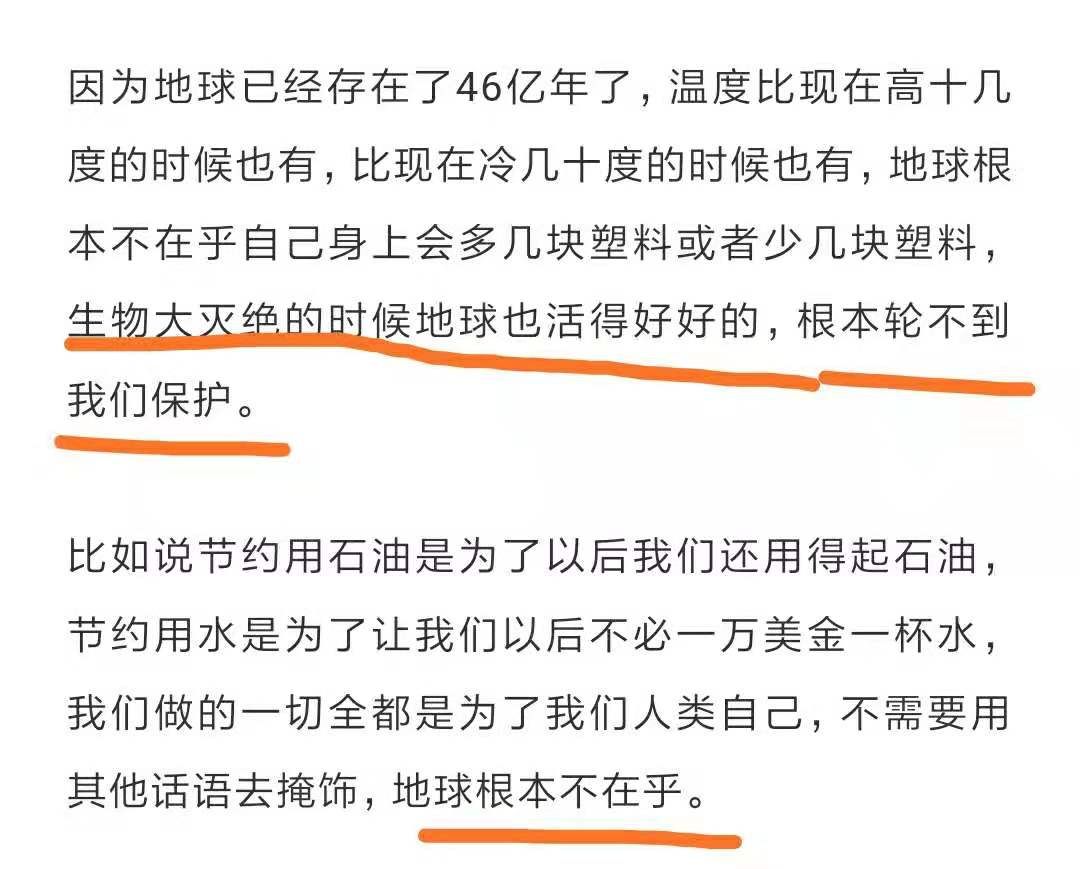 因为地球已经存在了46亿年了，温度比现在高十几
度的时候也有，比现在冷几十度的时候也有，地球根
本不在乎自己身上会多几块塑料或者少几块塑料，
生物大灭绝的时候地球也活得好好的，根本轮不到
我们保护。
比如说节约用石油是为了以后我们还用得起石油，
节约用水是为了让我们以后不必一万美金一杯水，
我们做的一切全都是为了我们人类自己，不需要用
其他话语去掩饰，地球根本不在乎。